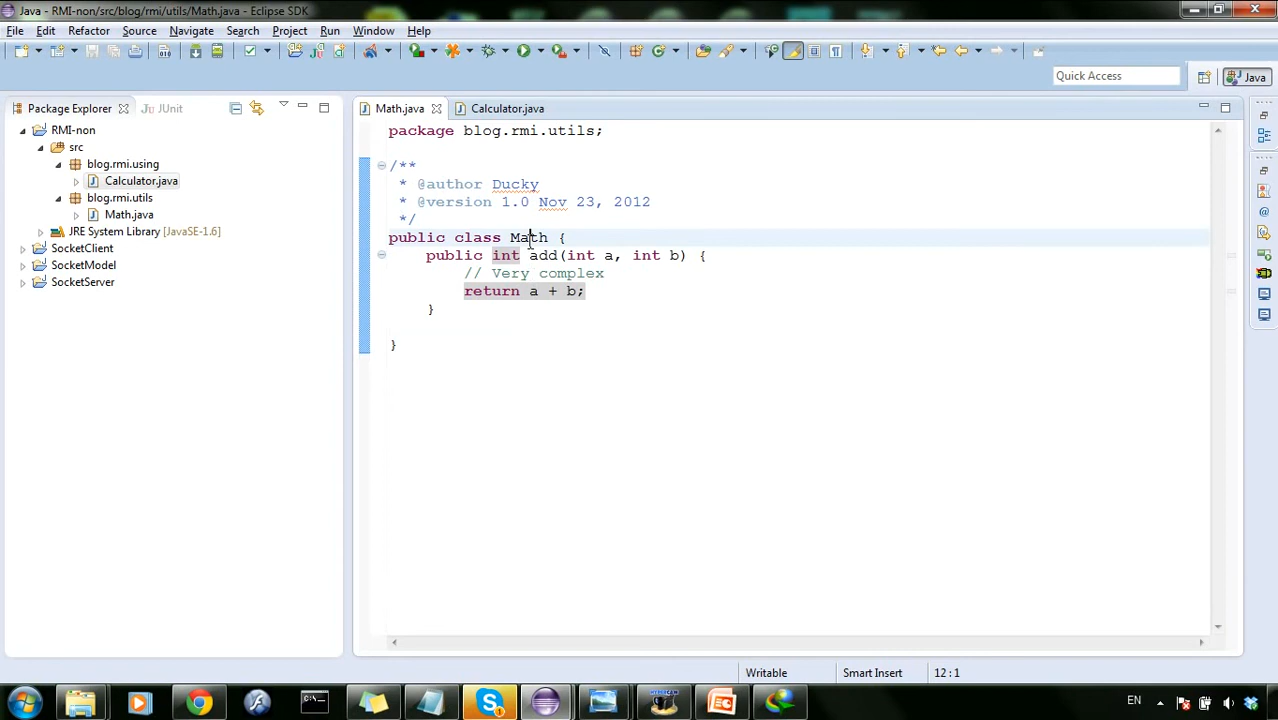 Java - RMI-non/src/blog/rmi/utils/Math.java - Eclipse SDK
File Edit Refactor Source Navigate Search Project Run Window Help
Quick Access Java
Package Explorer JUnit
RMI-non
src
blog.rmi.using
Calculator.java
blog.rmi.utils
Math.java
JRE System Library [JavaSE-1.6]
SocketClient
SocketModel
SocketServer
Math.java Calculator.java
package blog.rmi.utils;
/**
* @author Ducky
* @version 1.0 Nov 23, 2012
*/
public class Math {
public int add(int a, int b) {
// Very complex
return a + b;
}
}
Writable Smart Insert 12 : 1
EN